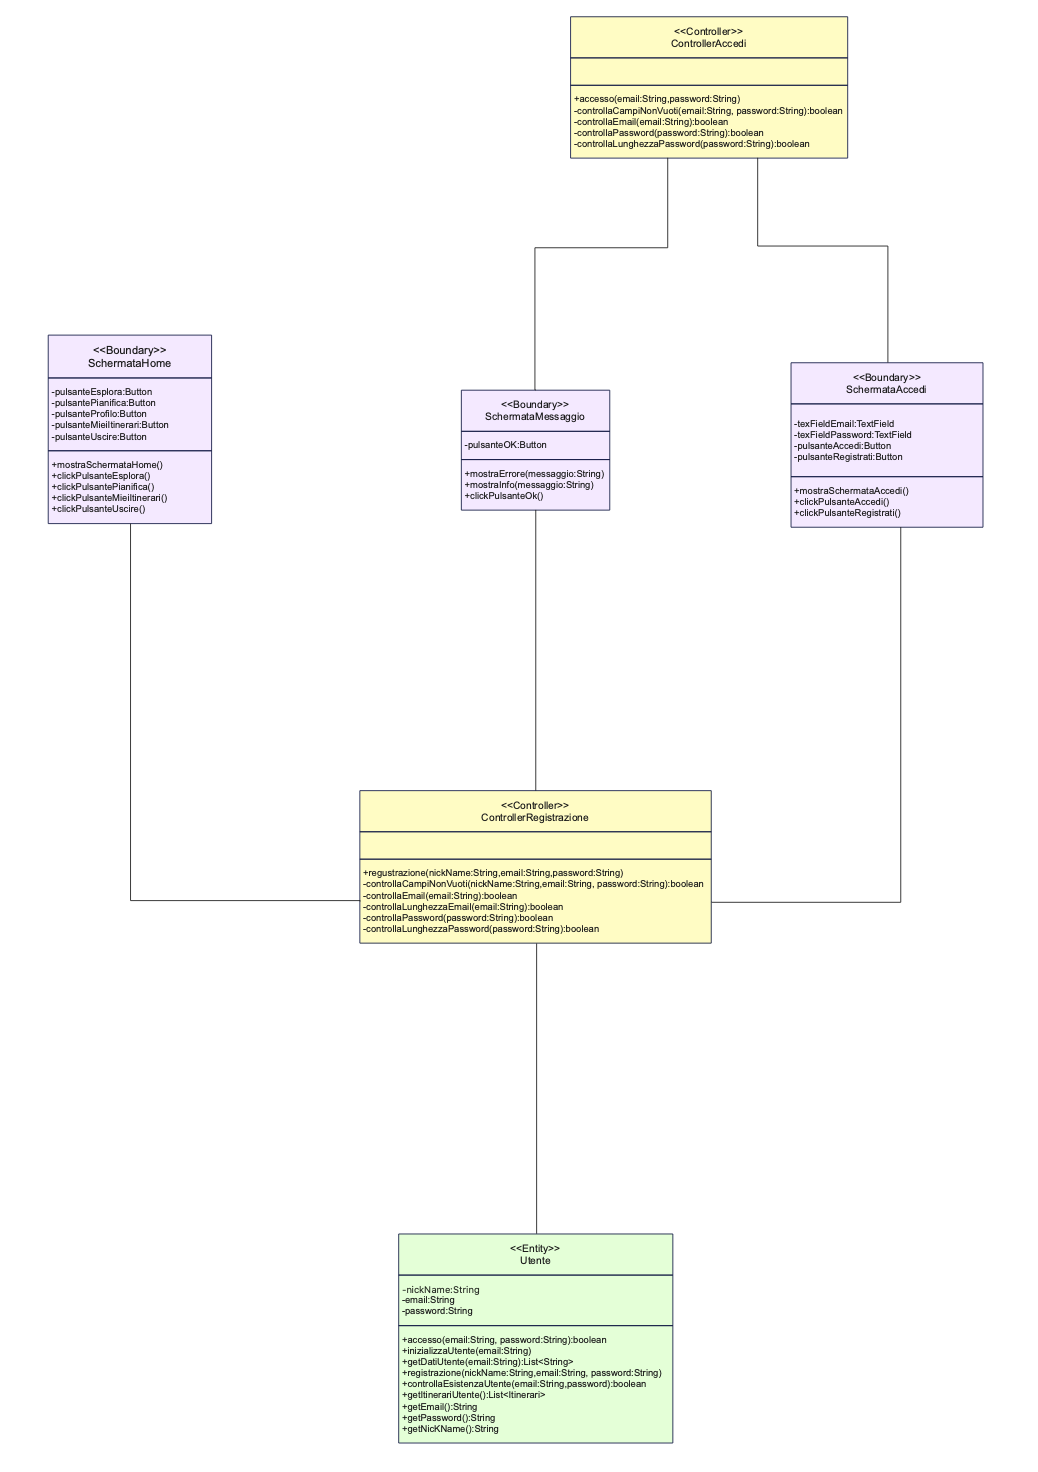 <<Controller>>
ControllerAccedi
+accesso(email:String,password:String)
-controllaCampiNonVuoti(email:String, password:String):boolean
-controllaEmail(email:String):boolean
-controllaPassword(password:String):boolean
-controllaLunghezzaPassword(password:String):boolean
<<Boundary>>
SchermataHome
-pulsanteEsplora:Button
-pulsantePianifica:Button
-pulsanteProfilo:Button
-pulsanteMieiItinerari:Button
-pulsanteUscire:Button
+mostraSchermataHome()
+clickPulsanteEsplora()
+clickPulsantePianifica()
+clickPulsanteMieiItinerari()
+clickPulsanteUscire()
<<Boundary>>
SchermataMessaggio
-pulsanteOK:Button
+mostraErrore(messaggio:String)
+mostraInfo(messaggio:String)
+clickPulsanteOk()
<<Boundary>>
SchermataAccedi
-texFieldEmail:TextField
-texFieldPassword:TextField
-pulsanteAccedi:Button
-pulsanteRegistrati:Button
+mostraSchermataAccedi()
+clickPulsanteAccedi()
+clickPulsanteRegistrati()
<<Controller>>
ControllerRegistrazione
+regustrazione(nickName:String,email:String,password:String)
-controllaCampiNonVuoti(nickName:String,email:String, password:String):boolean
-controllaEmail(email:String):boolean
-controllaLunghezzaEmail(email:String):boolean
-controllaPassword(password:String):boolean
-controllaLunghezzaPassword(password:String):boolean
<<Entity>>
Utente
-nickName:String
-email:String
-password:String
+accesso(email:String, password:String):boolean
+inizializzaUtente(email:String)
+getDatiUtente(email:String):List<String>
+registrazione(nickName:String,email:String, password:String)
+controllaEsistenzaUtente(email:String,password):boolean
+getItinerariUtente():List<Itinerari>
+getEmail():String
+getPassword():String
+getNicKName():String